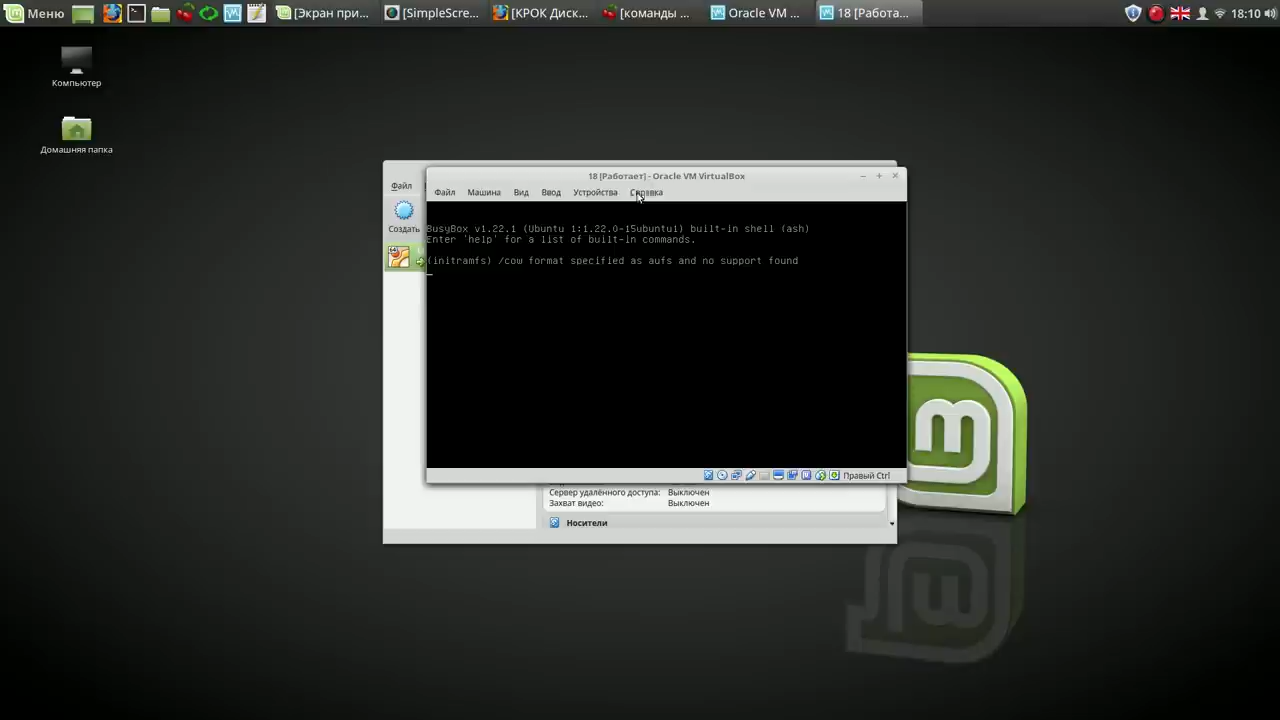 Меню
[Экран при...
[SimpleScre...
[КРОК Диск...
[команды ...
Oracle VM ...
18 [Работа...
18:10
Компьютер
Домашняя папка
Файл
Создать
18 [Работает] - Oracle VM VirtualBox
Файл Машина Вид Ввод Устройства Справка
BusyBox v1.22.1 (Ubuntu 1:1.22.0-15ubuntu1) built-in shell (ash)
Enter 'help' for a list of built-in commands.
(initramfs) /cow format specified as aufs and no support found
Правый Ctrl
Сервер удалённого доступа: Выключен
Захват видео: Выключен
Носители